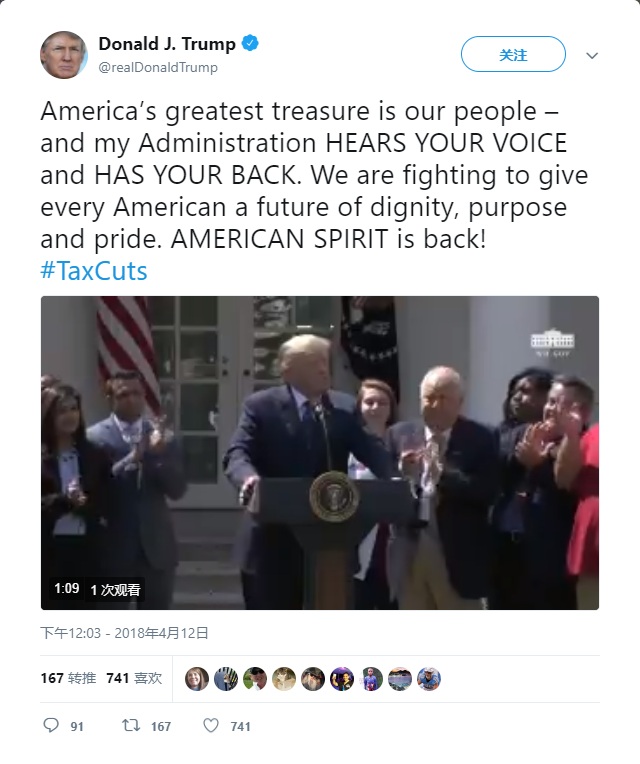 Donald J. Trump
@realDonaldTrump
关注
America’s greatest treasure is our people –
and my Administration HEARS YOUR VOICE
and HAS YOUR BACK. We are fighting to give
every American a future of dignity, purpose
and pride. AMERICAN SPIRIT is back!
#TaxCuts
1:09 1 次观看
下午12:03 - 2018年4月12日
167 转推 741 喜欢
91 167 741